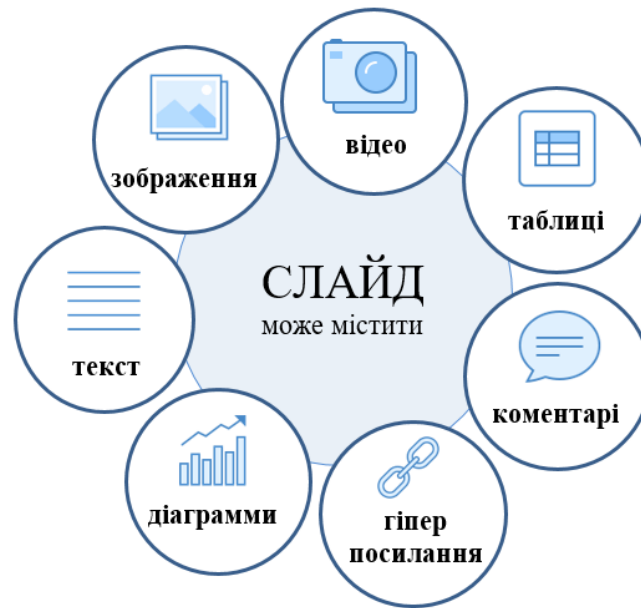 СЛАЙД
може містити
відео
таблиці
коментарі
гіпер
посилання
діаграмми
текст
зображення